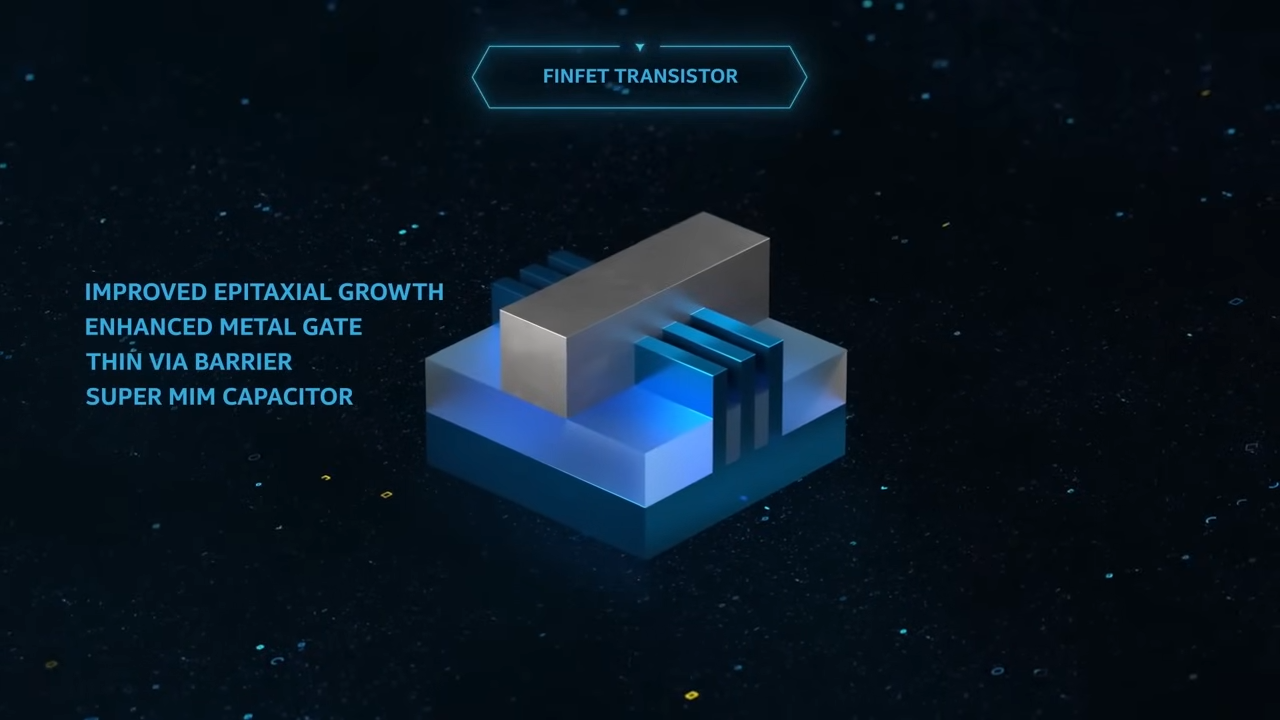 FINFET TRANSISTOR
IMPROVED EPITAXIAL GROWTH
ENHANCED METAL GATE
THIN VIA BARRIER
SUPER MIM CAPACITOR